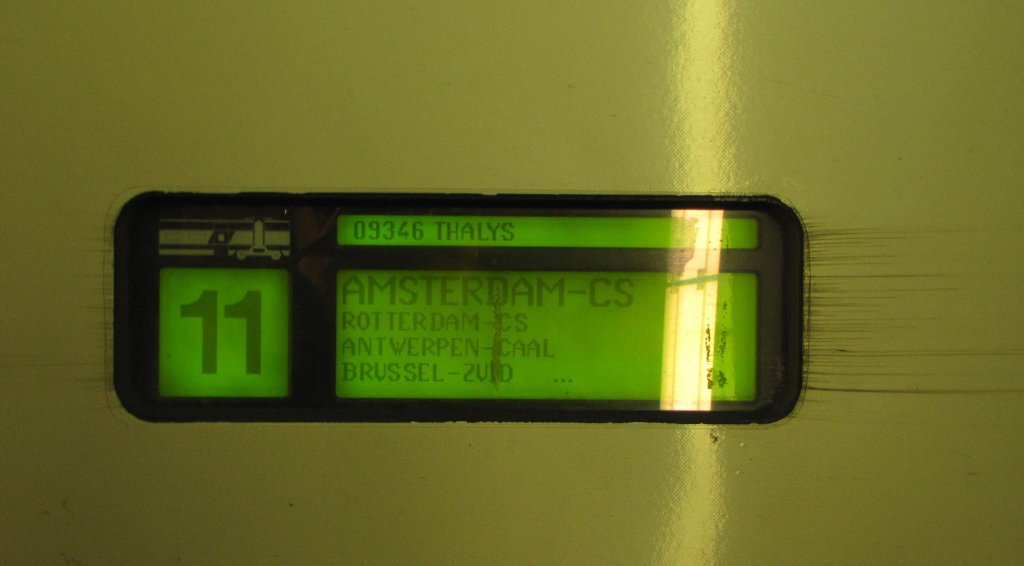 09346 THALYS
11
AMSTERDAM-CS
ROTTERDAM-CS
ANTWERPEN-CAAL
BRUSSEL-ZUID ...